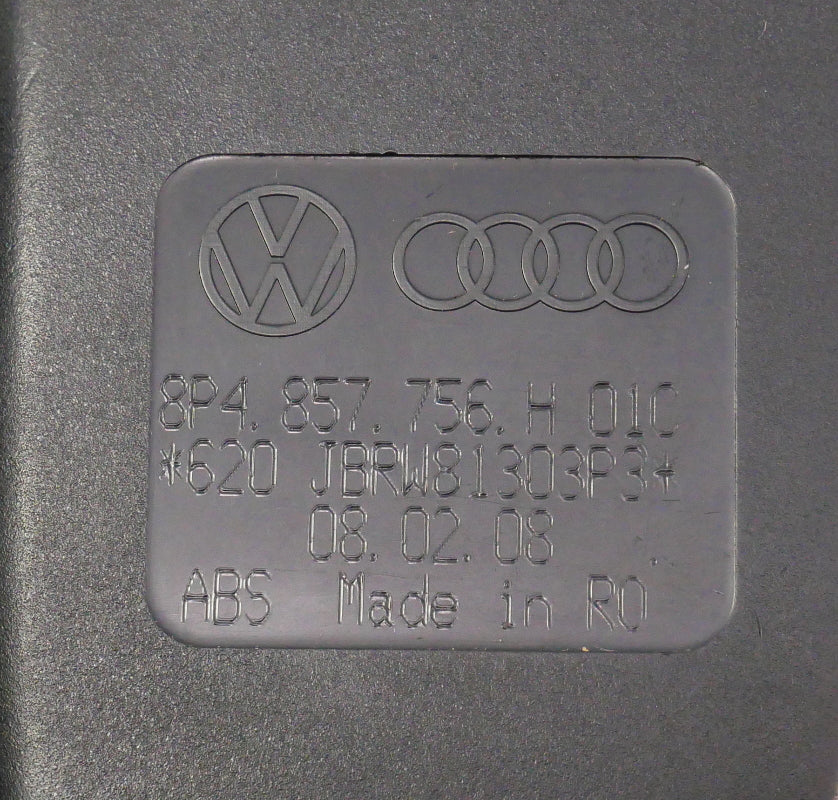 8P4. 857. 756. H 01C
*620 JBRW81303P3*
08. 02. 08 .
ABS Made in RO